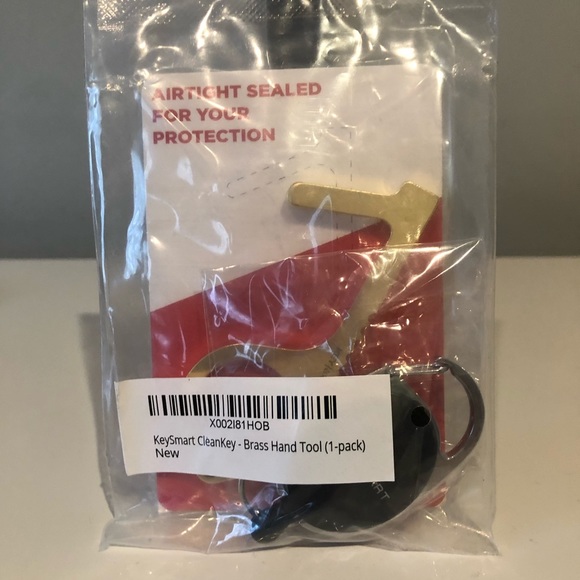 AIRTIGHT SEALED
FOR YOUR
PROTECTION
X002I81HOB
KeySmart CleanKey - Brass Hand Tool (1-pack)
New